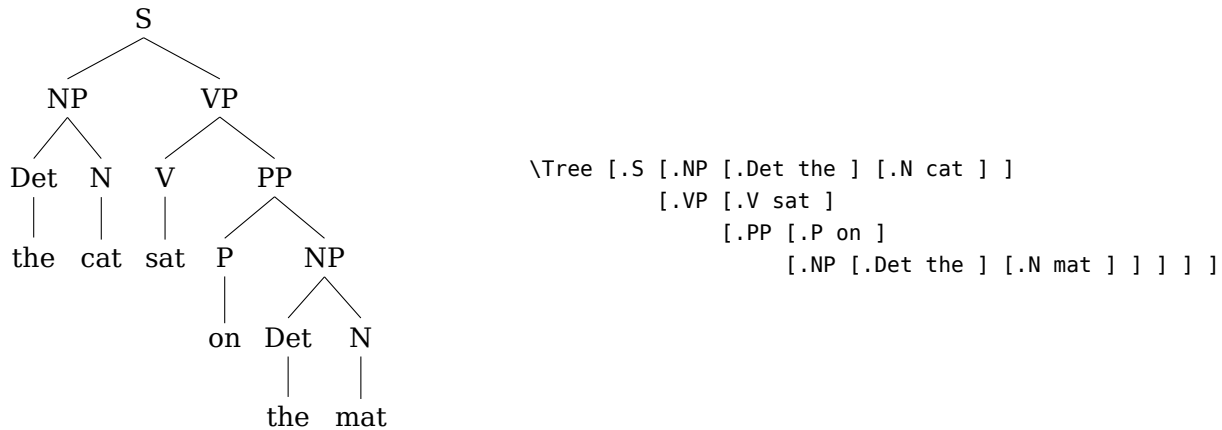 S
NP VP
Det N V PP
the cat sat P NP
on Det N
the mat
\Tree [.S [.NP [.Det the ] [.N cat ] ]
[.VP [.V sat ]
[.PP [.P on ]
[.NP [.Det the ] [.N mat ] ] ] ] ]